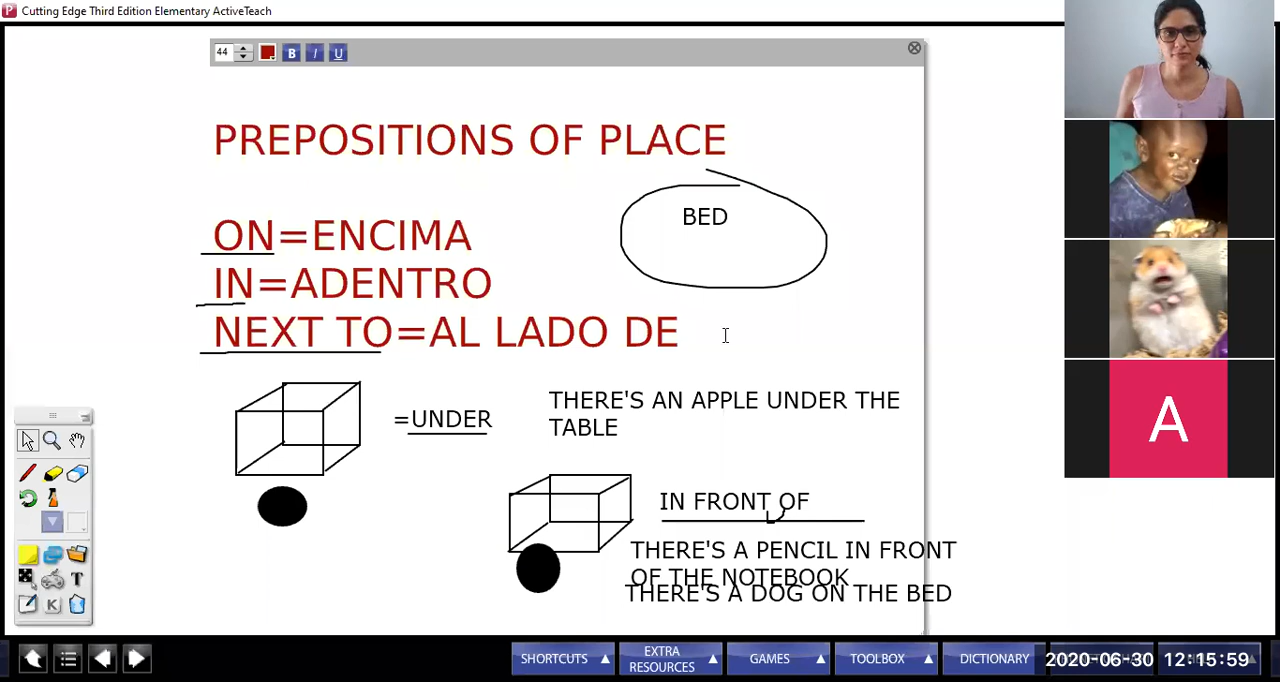 Cutting Edge Third Edition Elementary ActiveTeach
44
B I U
PREPOSITIONS OF PLACE
BED
ON=ENCIMA
IN=ADENTRO
NEXT TO=AL LADO DE
=UNDER
THERE'S AN APPLE UNDER THE
TABLE
IN FRONT OF
THERE'S A PENCIL IN FRONT
OF THE NOTEBOOK
THERE'S A DOG ON THE BED
A
T
K
SHORTCUTS
EXTRA
RESOURCES
GAMES
TOOLBOX
DICTIONARY
2020-06-30 12:15:59